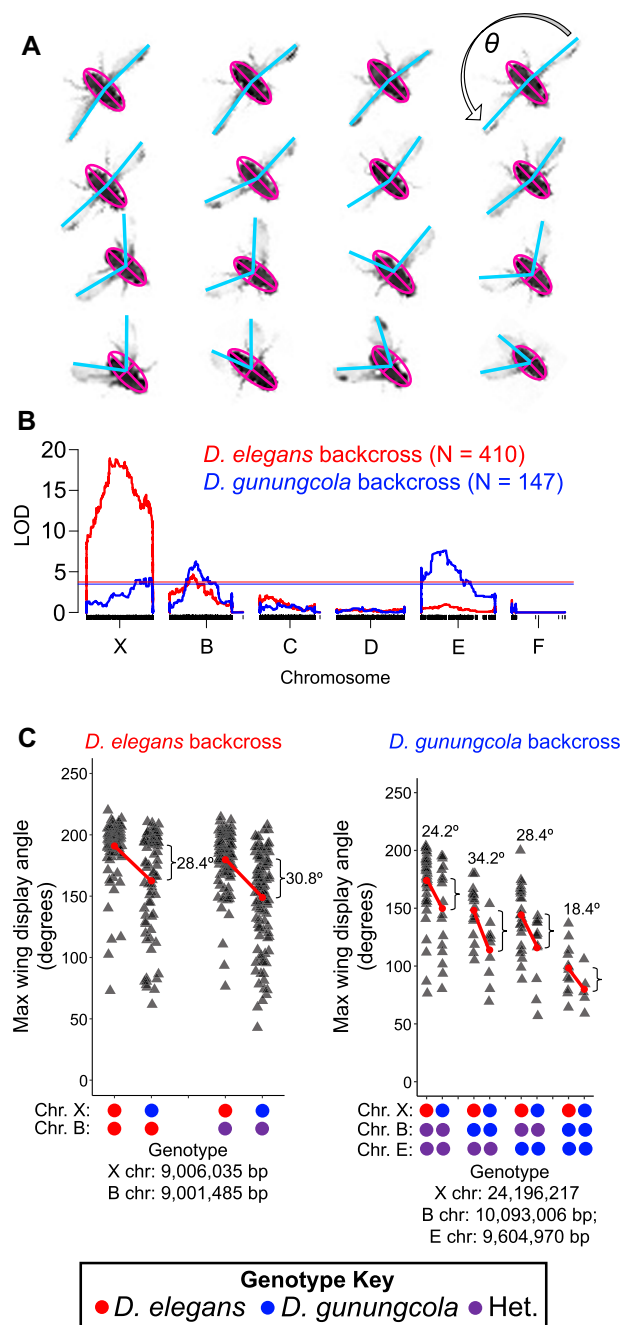 A
θ
B
20
15
10
5
0
LOD
D. elegans backcross (N = 410)
D. gunungcola backcross (N = 147)
X
B
C
D
E
F
Chromosome
C
D. elegans backcross
250
200
150
100
50
0
Max wing display angle
(degrees)
28.4º
30.8º
Chr. X:
Chr. B:
Genotype
X chr: 9,006,035 bp
B chr: 9,001,485 bp
D. gunungcola backcross
250
200
150
100
50
0
Max wing display angle
(degrees)
24.2º
34.2º
28.4º
18.4º
Chr. X:
Chr. B:
Chr. E:
Genotype
X chr: 24,196,217
B chr: 10,093,006 bp;
E chr: 9,604,970 bp
Genotype Key
D. elegans D. gunungcola Het.